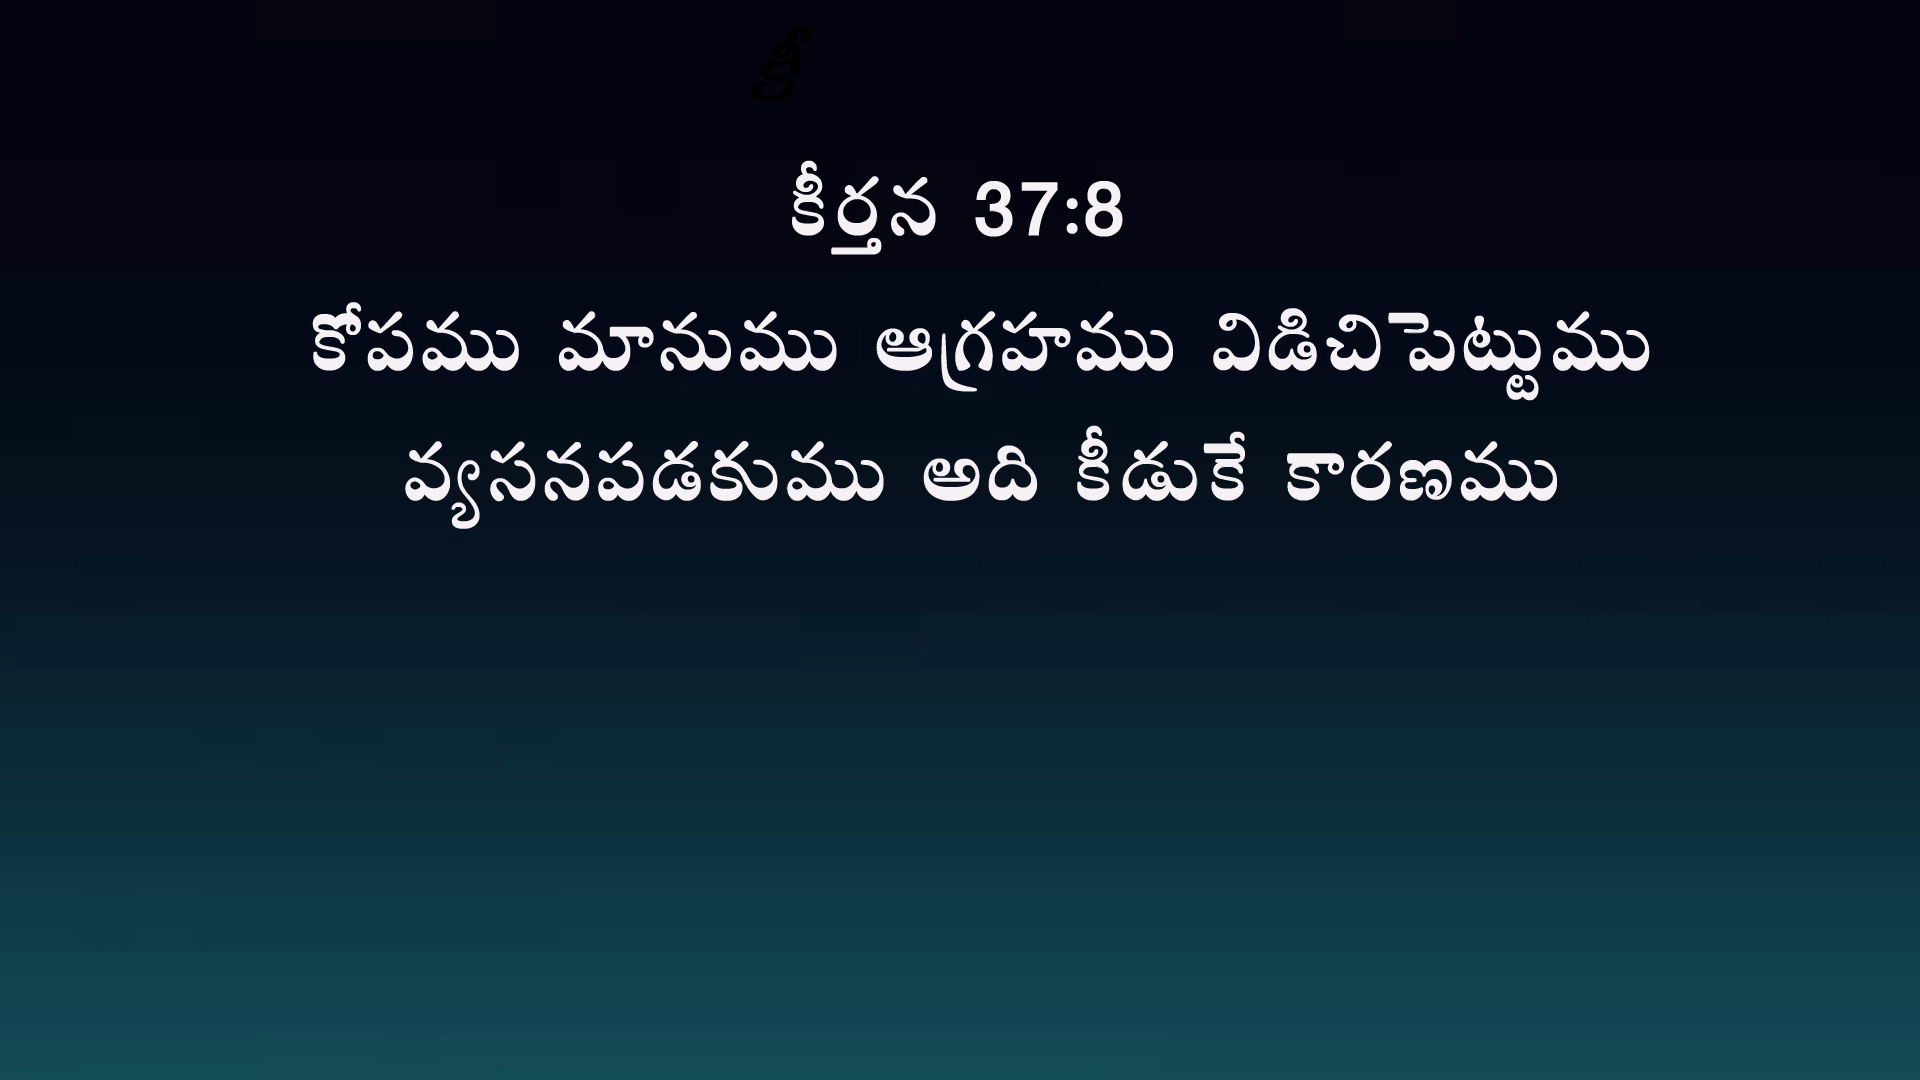 కీ
కీర్తన 37:8
కోపము మానుము ఆగ్రహము విడిచిపెట్టుము
వ్యసనపడకుము అది కీడుకే కారణము